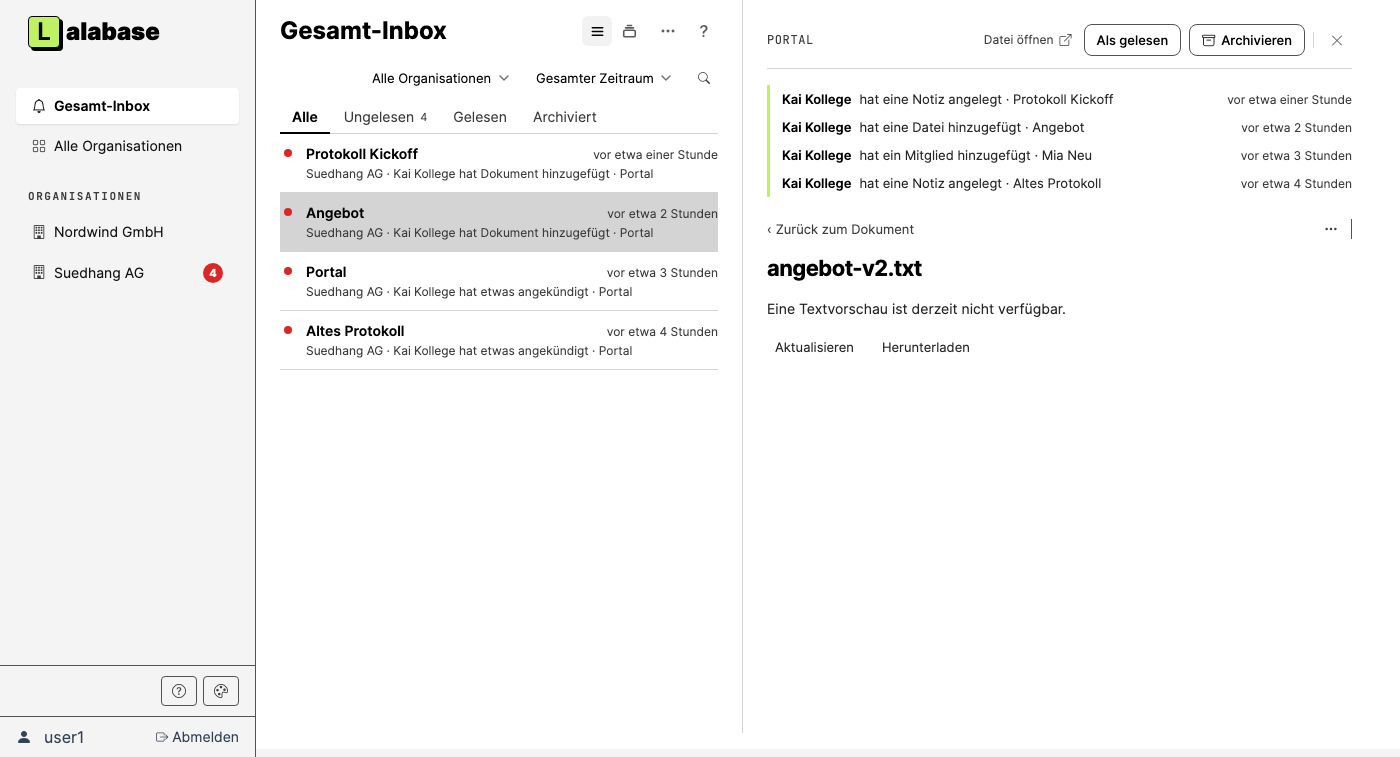 Lalabase
Gesamt-Inbox
Alle Organisationen
ORGANISATIONEN
Nordwind GmbH
Suedhang AG 4
user1 Abmelden
Gesamt-Inbox ?
Alle Organisationen Gesamter Zeitraum
Alle Ungelesen 4 Gelesen Archiviert
Protokoll Kickoff vor etwa einer Stunde
Suedhang AG · Kai Kollege hat Dokument hinzugefügt · Portal
Angebot vor etwa 2 Stunden
Suedhang AG · Kai Kollege hat Dokument hinzugefügt · Portal
Portal vor etwa 3 Stunden
Suedhang AG · Kai Kollege hat etwas angekündigt · Portal
Altes Protokoll vor etwa 4 Stunden
Suedhang AG · Kai Kollege hat etwas angekündigt · Portal
PORTAL Datei öffnen Als gelesen Archivieren
Kai Kollege hat eine Notiz angelegt · Protokoll Kickoff vor etwa einer Stunde
Kai Kollege hat eine Datei hinzugefügt · Angebot vor etwa 2 Stunden
Kai Kollege hat ein Mitglied hinzugefügt · Mia Neu vor etwa 3 Stunden
Kai Kollege hat eine Notiz angelegt · Altes Protokoll vor etwa 4 Stunden
‹ Zurück zum Dokument
angebot-v2.txt
Eine Textvorschau ist derzeit nicht verfügbar.
Aktualisieren Herunterladen